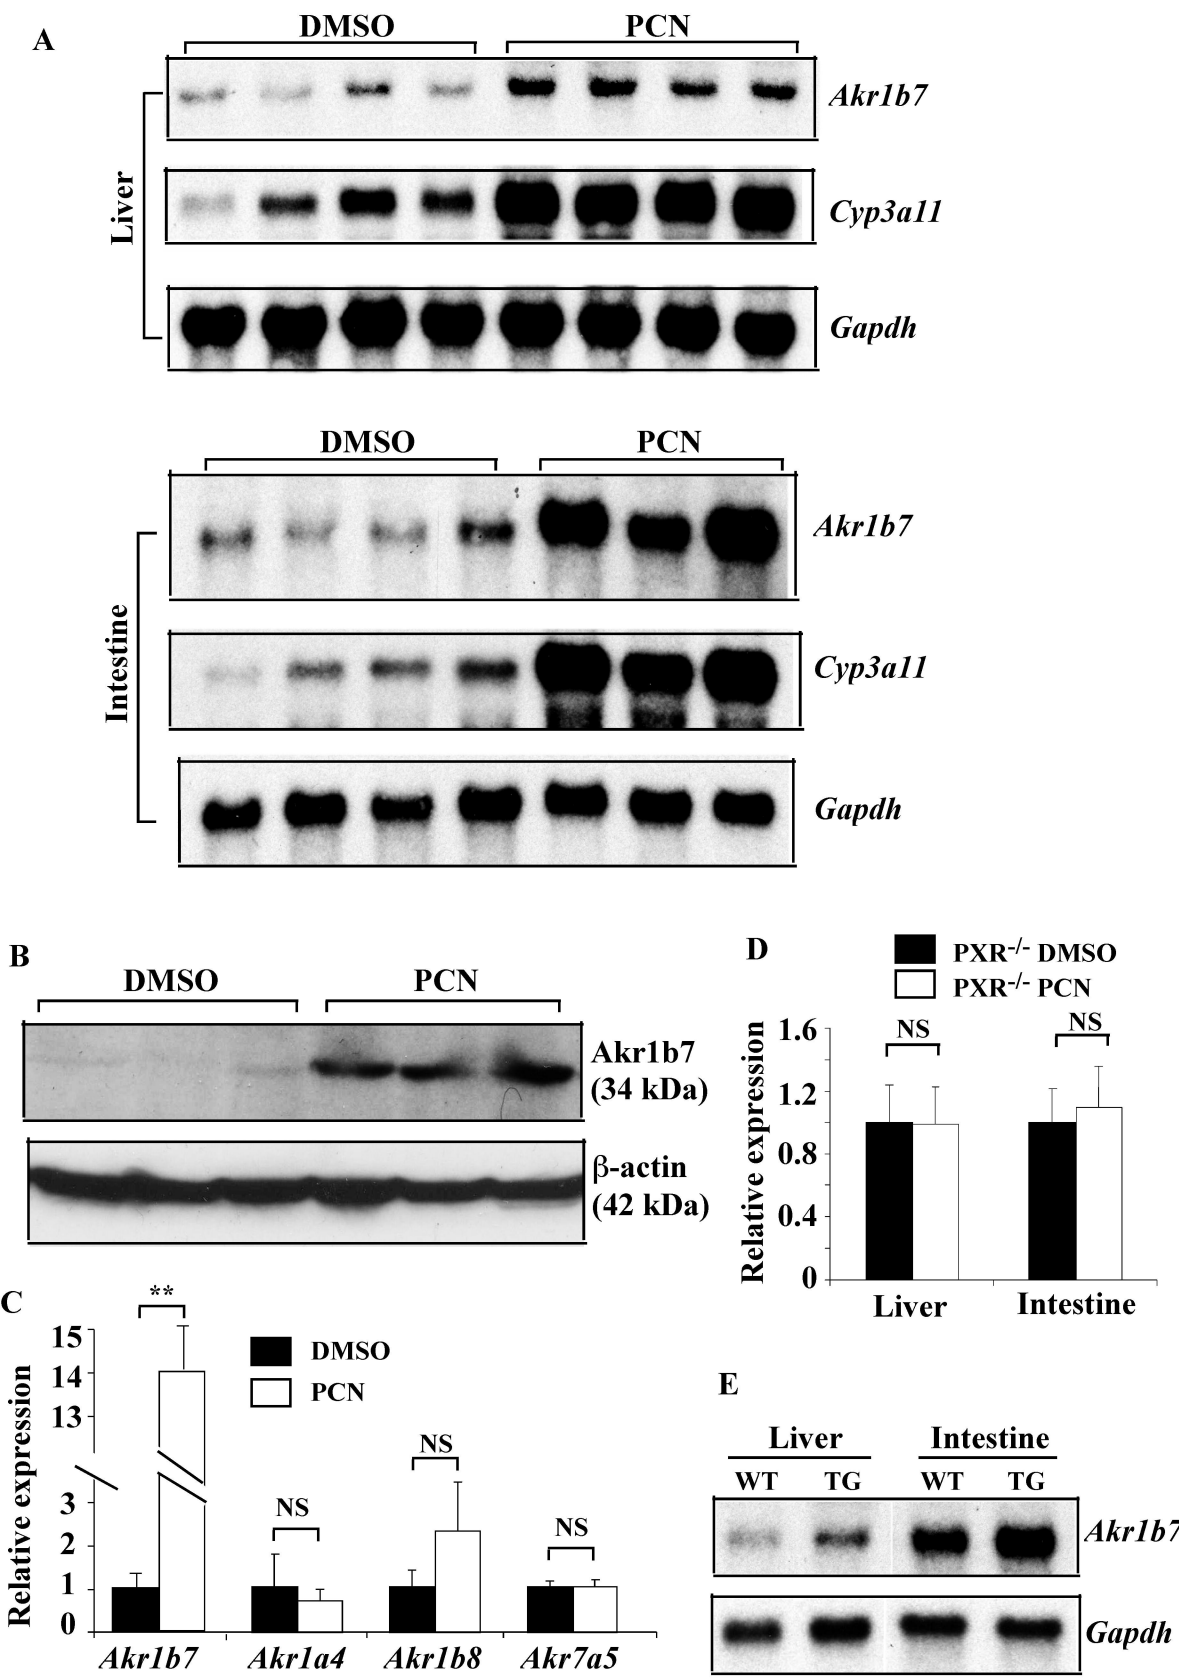 A
DMSO PCN
Liver
Akr1b7
Cyp3a11
Gapdh
DMSO PCN
Intestine
Akr1b7
Cyp3a11
Gapdh
B
DMSO PCN
Akr1b7
(34 kDa)
β-actin
(42 kDa)
C
**
DMSO
PCN
Relative expression
15
14
13
3
2
1
0
NS
NS
NS
Akr1b7 Akr1a4 Akr1b8 Akr7a5
D
PXR-/- DMSO
PXR-/- PCN
Relative expression
1.6
1.2
0.8
0.4
0
NS NS
Liver Intestine
E
Liver Intestine
WT TG WT TG
Akr1b7
Gapdh